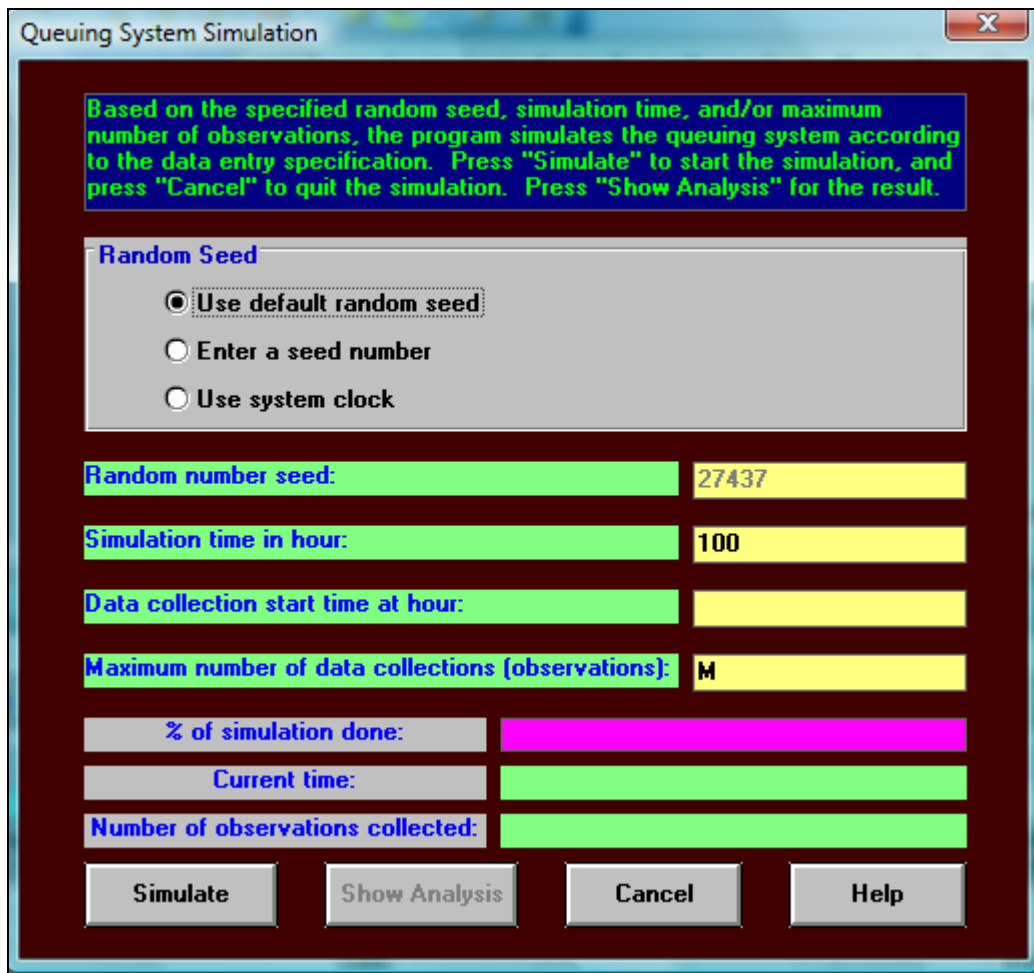 Queuing System Simulation
X
Based on the specified random seed, simulation time, and/or maximum
number of observations, the program simulates the queuing system according
to the data entry specification. Press "Simulate" to start the simulation, and
press "Cancel" to quit the simulation. Press "Show Analysis" for the result.
Random Seed
Use default random seed
Enter a seed number
Use system clock
Random number seed: 27437
Simulation time in hour: 100
Data collection start time at hour:
Maximum number of data collections (observations): M
% of simulation done:
Current time:
Number of observations collected:
Simulate Show Analysis Cancel Help